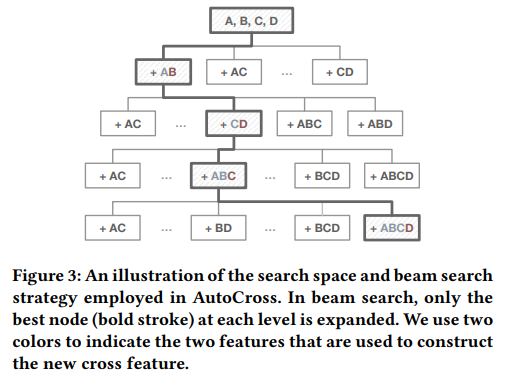 A, B, C, D
+ AB + AC ... + CD
+ AC ... + CD + ABC + ABD
+ AC ... + ABC ... + BCD + ABCD
+ AC ... + BD ... + BCD + ABCD
Figure 3: An illustration of the search space and beam search
strategy employed in AutoCross. In beam search, only the
best node (bold stroke) at each level is expanded. We use two
colors to indicate the two features that are used to construct
the new cross feature.